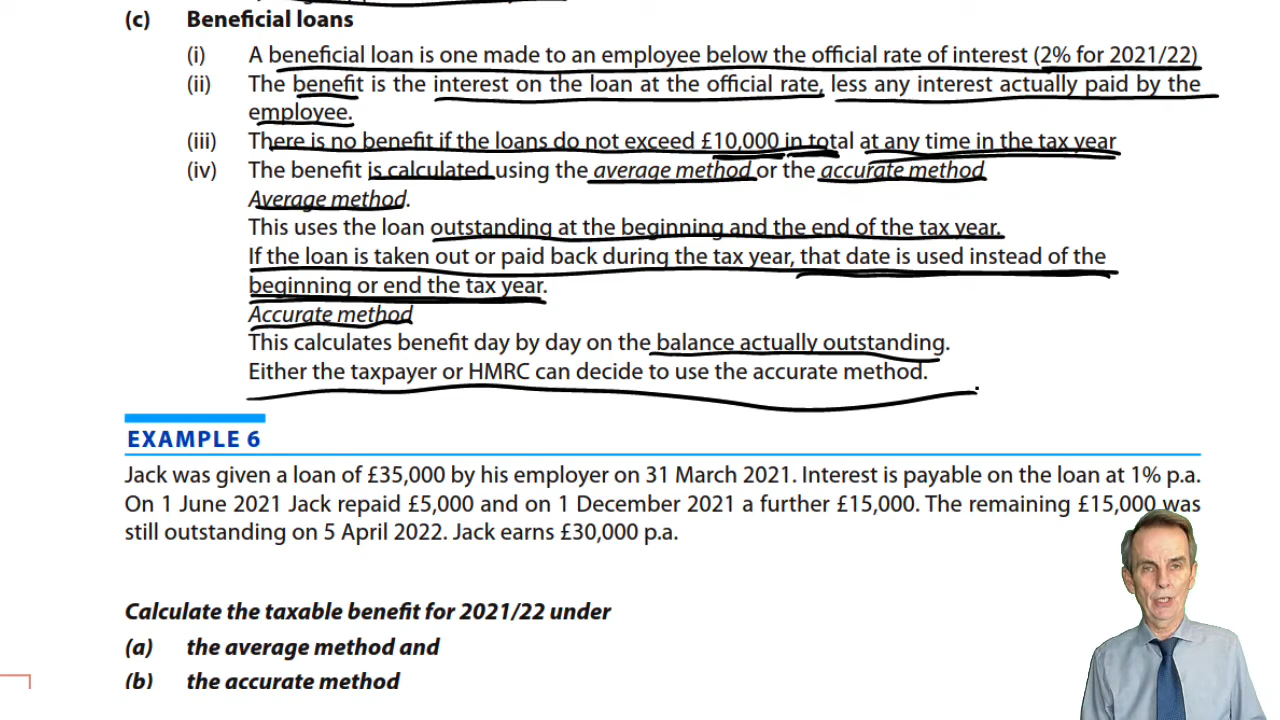 (c) Beneficial loans
(i) A beneficial loan is one made to an employee below the official rate of interest (2% for 2021/22)
(ii) The benefit is the interest on the loan at the official rate, less any interest actually paid by the
employee.
(iii) There is no benefit if the loans do not exceed £10,000 in total at any time in the tax year
(iv) The benefit is calculated using the average method or the accurate method
Average method.
This uses the loan outstanding at the beginning and the end of the tax year.
If the loan is taken out or paid back during the tax year, that date is used instead of the
beginning or end the tax year.
Accurate method
This calculates benefit day by day on the balance actually outstanding.
Either the taxpayer or HMRC can decide to use the accurate method.
EXAMPLE 6
Jack was given a loan of £35,000 by his employer on 31 March 2021. Interest is payable on the loan at 1% p.a.
On 1 June 2021 Jack repaid £5,000 and on 1 December 2021 a further £15,000. The remaining £15,000 was
still outstanding on 5 April 2022. Jack earns £30,000 p.a.
Calculate the taxable benefit for 2021/22 under
(a) the average method and
(b) the accurate method